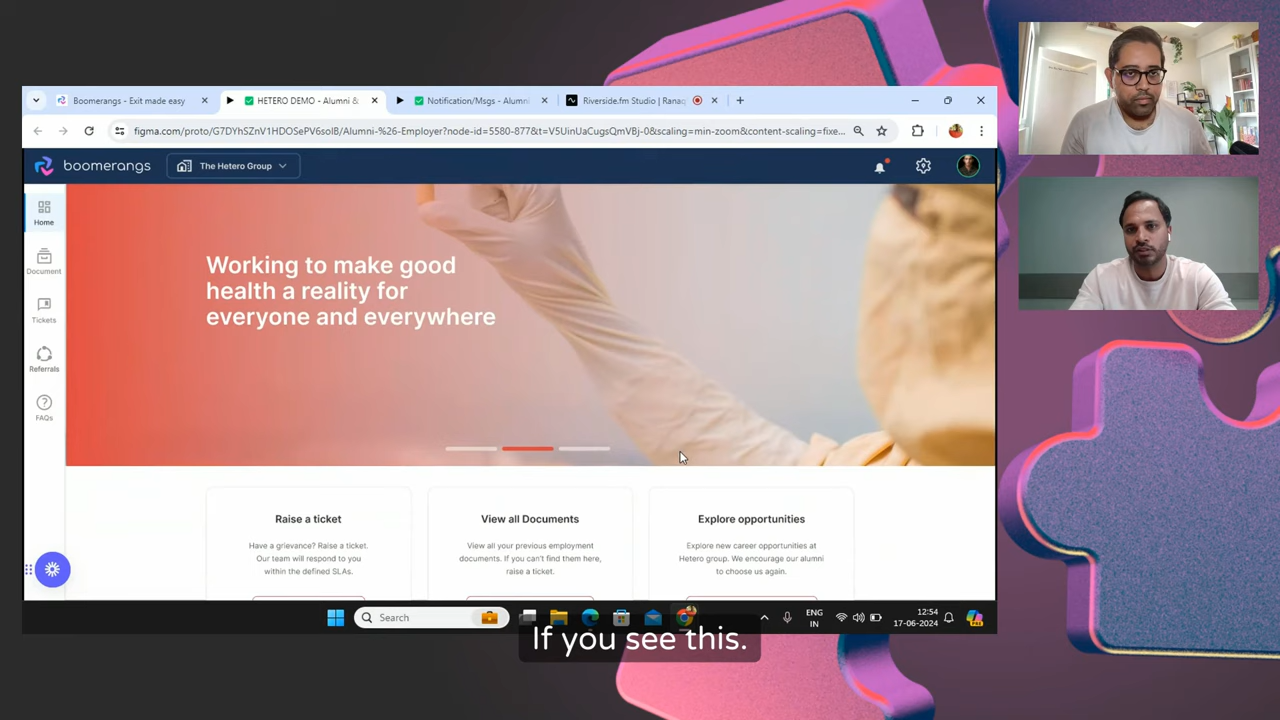 Boomerangs - Exit made easy
HETERO DEMO - Alumni &
Notification/Msgs - Alumni
Riverside.fm Studio | Ranaq
figma.com/proto/G7DYhSZnV1HDOSePV6solB/Alumni-%26-Employer?node-id=5580-877&t=V5UinUaCugsQmVBj-0&scaling=min-zoom&content-scaling=fixe...
boomerangs
The Hetero Group
Home
Document
Tickets
Referrals
FAQs
Working to make good
health a reality for
everyone and everywhere
Raise a ticket
Have a grievance? Raise a ticket.
Our team will respond to you
within the defined SLAs.
View all Documents
View all your previous employment
documents. If you can't find them here,
raise a ticket.
Explore opportunities
Explore new career opportunities at
Hetero group. We encourage our alumni
to choose us again.
Search
ENG
IN
12:54
17-06-2024
If you see this.